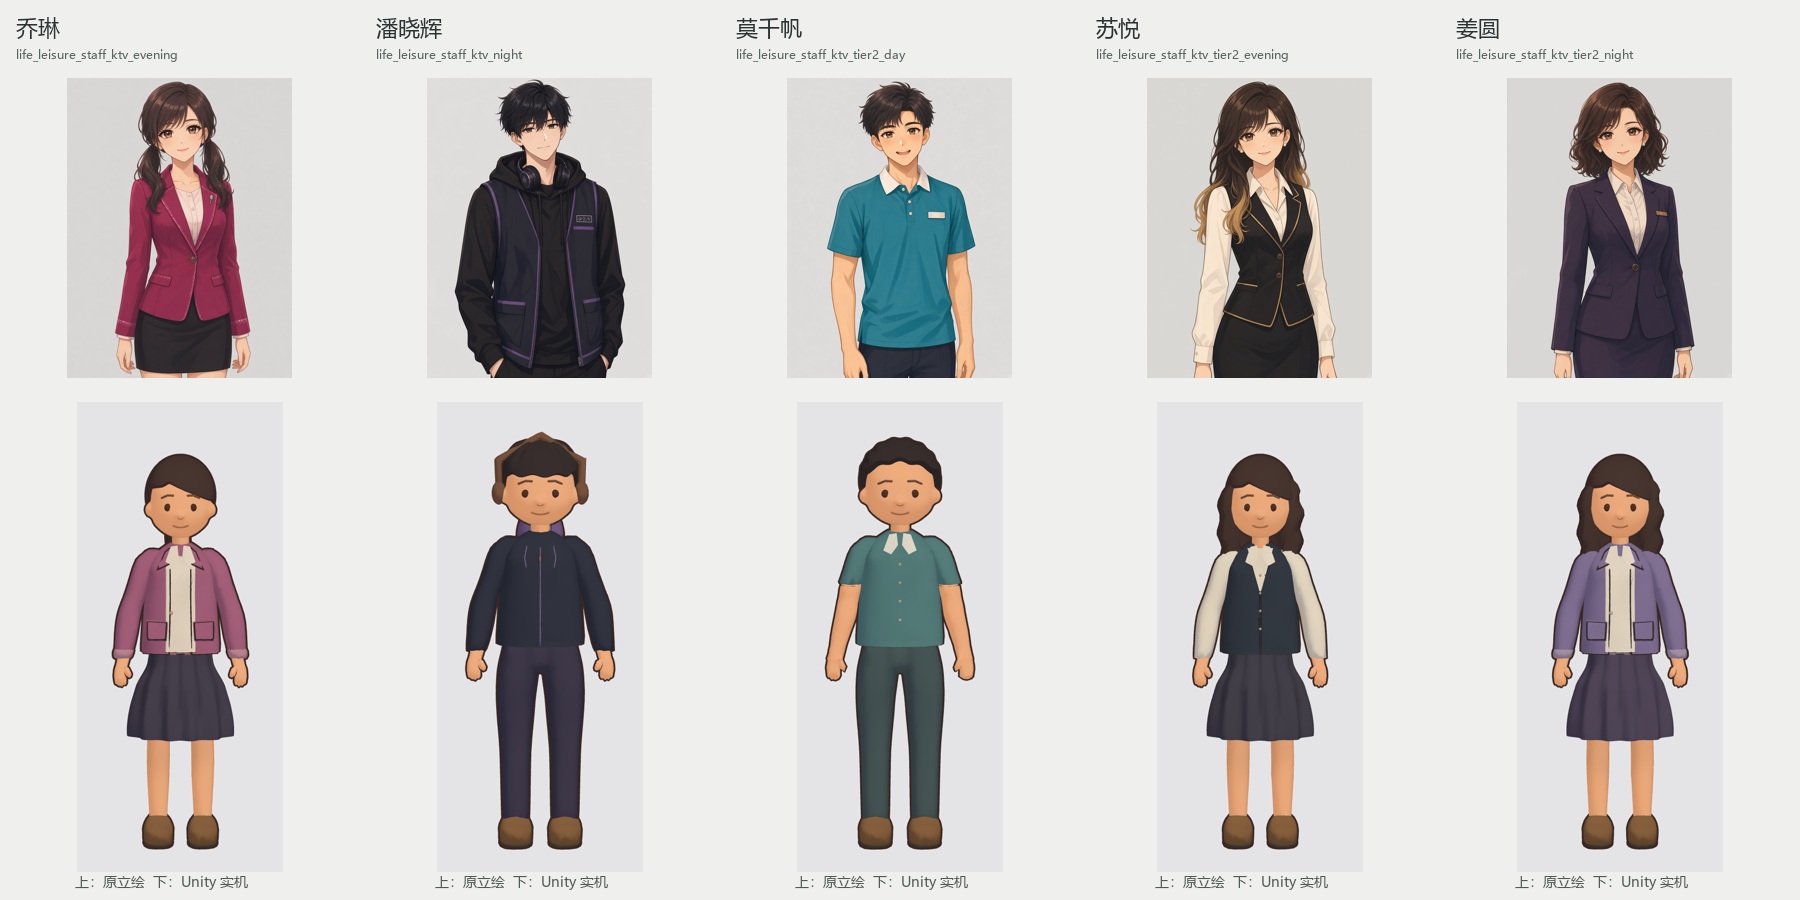 乔琳
life_leisure_staff_ktv_evening
上：原立绘 下：Unity 实机
潘晓辉
life_leisure_staff_ktv_night
上：原立绘 下：Unity 实机
莫千帆
life_leisure_staff_ktv_tier2_day
上：原立绘 下：Unity 实机
苏悦
life_leisure_staff_ktv_tier2_evening
上：原立绘 下：Unity 实机
姜圆
life_leisure_staff_ktv_tier2_night
上：原立绘 下：Unity 实机